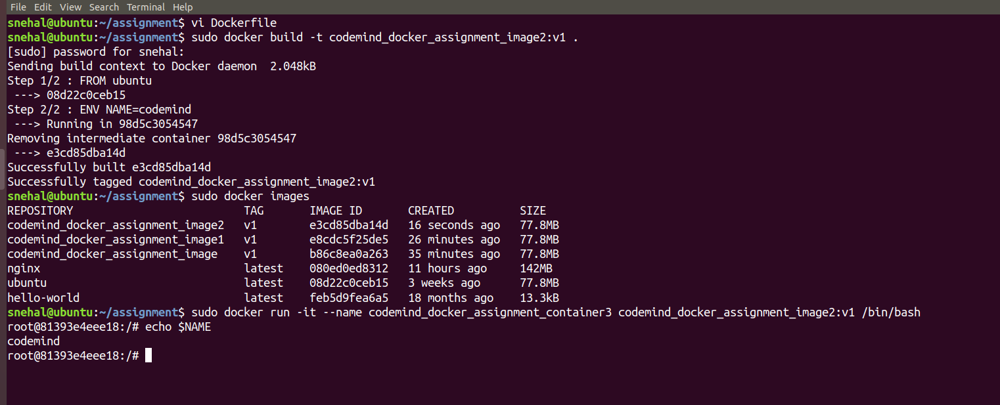 File Edit View Search Terminal Help
snehal@ubuntu:~/assignment$ vi Dockerfile
snehal@ubuntu:~/assignment$ sudo docker build -t codemind_docker_assignment_image2:v1 .
[sudo] password for snehal:
Sending build context to Docker daemon  2.048kB
Step 1/2 : FROM ubuntu
 ---> 08d22c0ceb15
Step 2/2 : ENV NAME=codemind
 ---> Running in 98d5c3054547
Removing intermediate container 98d5c3054547
 ---> e3cd85dba14d
Successfully built e3cd85dba14d
Successfully tagged codemind_docker_assignment_image2:v1
snehal@ubuntu:~/assignment$ sudo docker images
REPOSITORY                          TAG       IMAGE ID       CREATED          SIZE
codemind_docker_assignment_image2   v1        e3cd85dba14d   16 seconds ago   77.8MB
codemind_docker_assignment_image1   v1        e8cdc5f25de5   26 minutes ago   77.8MB
codemind_docker_assignment_image    v1        b86c8ea0a263   35 minutes ago   77.8MB
nginx                               latest    080ed0ed8312   11 hours ago     142MB
ubuntu                              latest    08d22c0ceb15   3 weeks ago      77.8MB
hello-world                         latest    feb5d9fea6a5   18 months ago    13.3kB
snehal@ubuntu:~/assignment$ sudo docker run -it --name codemind_docker_assignment_container3 codemind_docker_assignment_image2:v1 /bin/bash
root@81393e4eee18:/# echo $NAME
codemind
root@81393e4eee18:/#